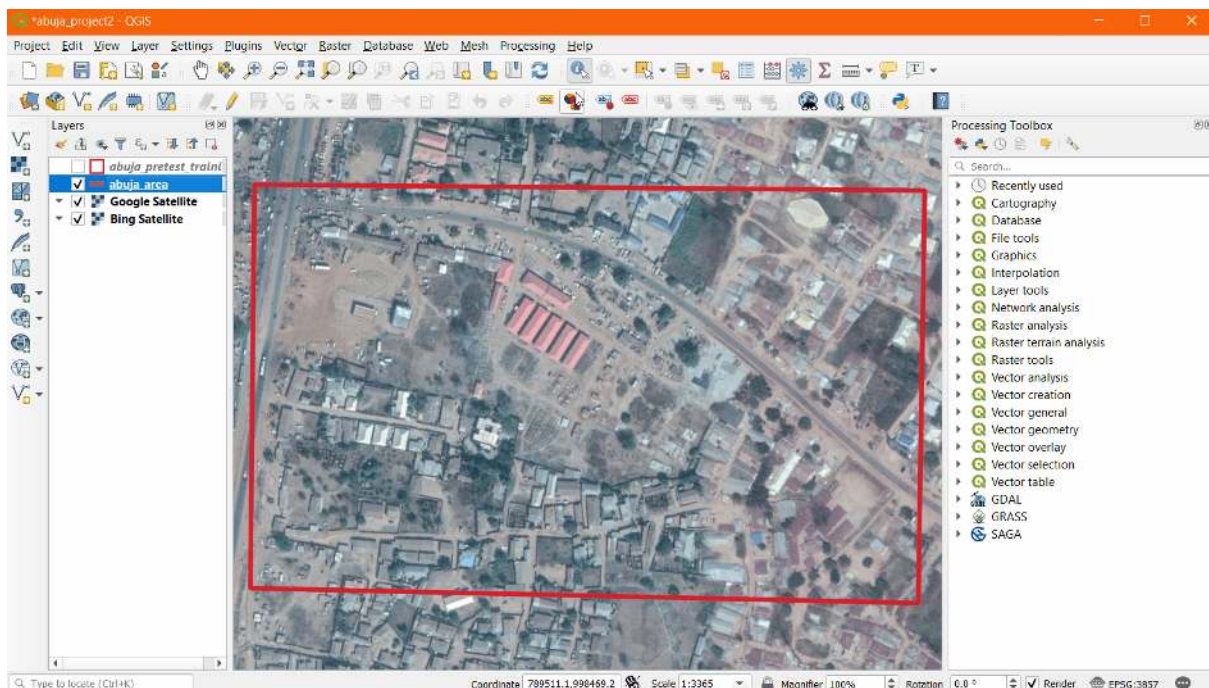 *abuja_project2 - QGIS
Project Edit View Layer Settings Plugins Vector Raster Database Web Mesh Processing Help
Layers
abuja_pretest_traini
abuja_area
Google Satellite
Bing Satellite
Processing Toolbox
Search...
Recently used
Cartography
Database
File tools
Graphics
Interpolation
Layer tools
Network analysis
Raster analysis
Raster terrain analysis
Raster tools
Vector analysis
Vector creation
Vector general
Vector geometry
Vector overlay
Vector selection
Vector table
GDAL
GRASS
SAGA
Type to locate (Ctrl+K) Coordinate 789511.1,998469.2 Scale 1:3365 Magnifier 100% Rotation 0.0 ° Render EPSG:3857